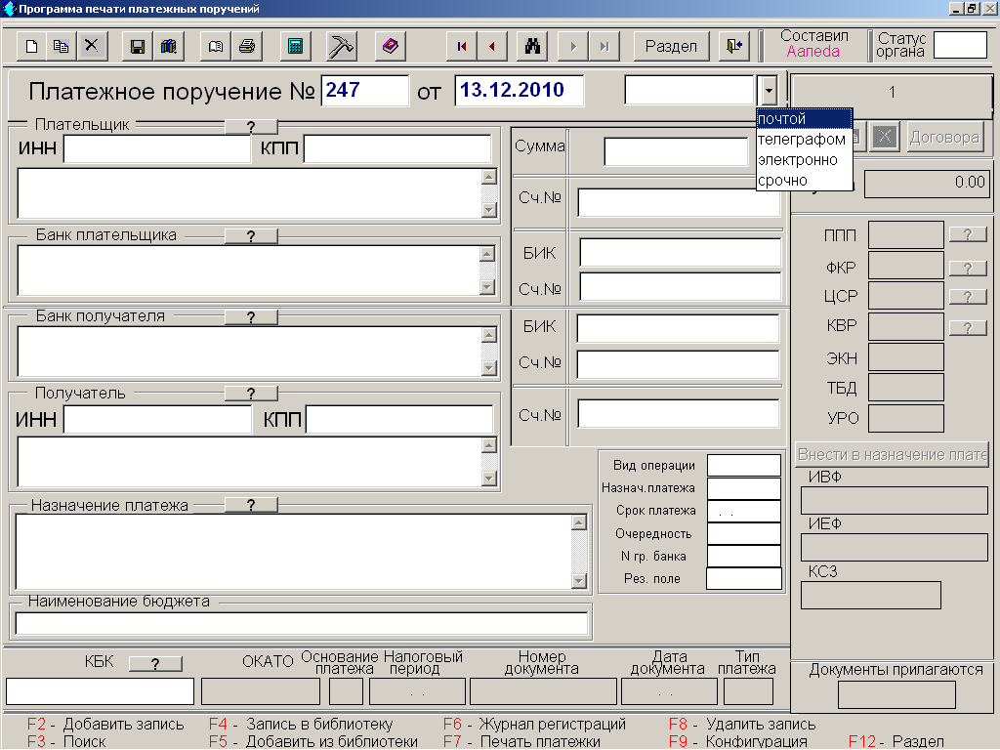 Программа печати платежных поручений
Раздел
Составил
Aaleda
Статус
органа
Платежное поручение № 247 от 13.12.2010
1
почтой
телеграфом
электронно
срочно
Договора
0.00
Плательщик ?
ИНН КПП
Сумма
Сч.№
Банк плательщика ?
БИК
Сч.№
Банк получателя ?
БИК
Сч.№
Получатель ?
ИНН КПП
Сч.№
ППП ?
ФКР ?
ЦСР ?
КВР ?
ЭКН
ТБД
УРО
Внести в назначение плате
ИВФ
ИЕФ
КСЗ
Вид операции
Назнач.платежа
Срок платежа . .
Очередность
N гр. банка
Рез. поле
Назначение платежа ?
Наименование бюджета
КБК ?
ОКАТО
Основание
платежа
Налоговый
период
. .
Номер
документа
Дата
документа
. .
Тип
платежа
Документы прилагаются
F2 - Добавить запись F4 - Запись в библиотеку F6 - Журнал регистраций F8 - Удалить запись
F3 - Поиск F5 - Добавить из библиотеки F7 - Печать платежки F9 - Конфигурация F12 - Раздел